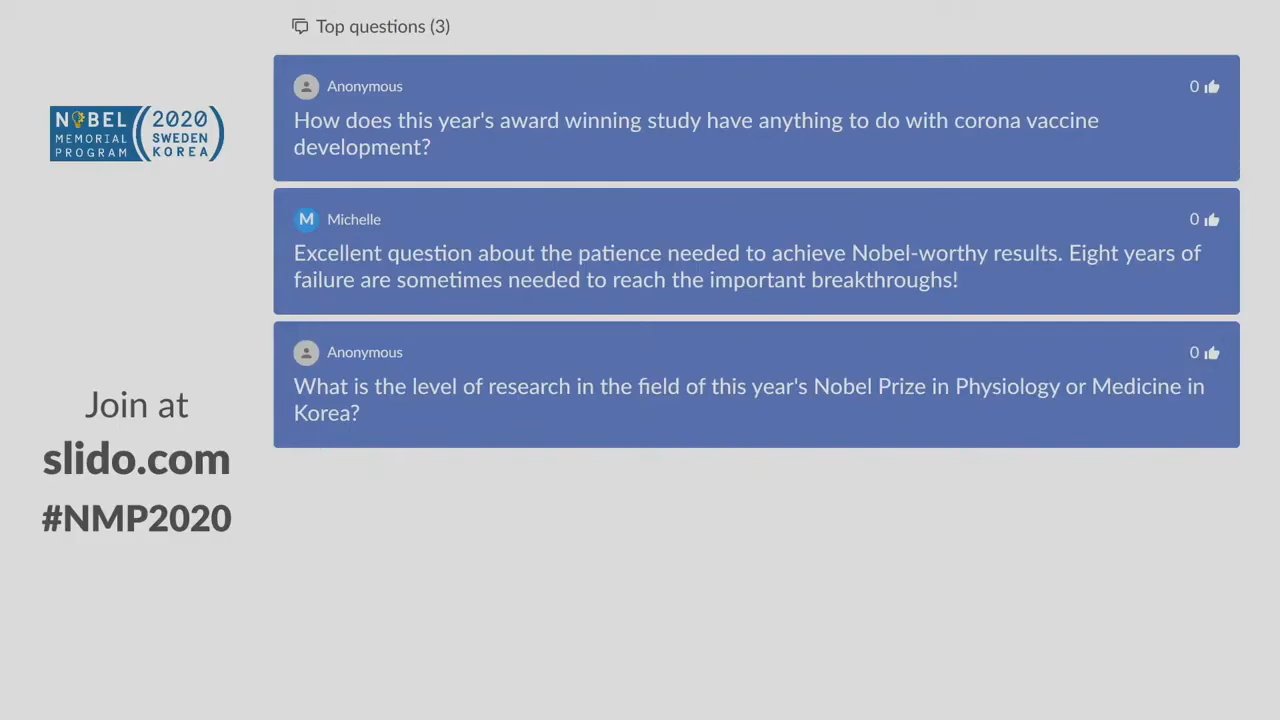 Top questions (3)
NOBEL
MEMORIAL
PROGRAM
2020
SWEDEN
KOREA
Anonymous
0
How does this year's award winning study have anything to do with corona vaccine
development?
M
Michelle
0
Excellent question about the patience needed to achieve Nobel-worthy results. Eight years of
failure are sometimes needed to reach the important breakthroughs!
Anonymous
0
What is the level of research in the field of this year's Nobel Prize in Physiology or Medicine in
Korea?
Join at
slido.com
#NMP2020